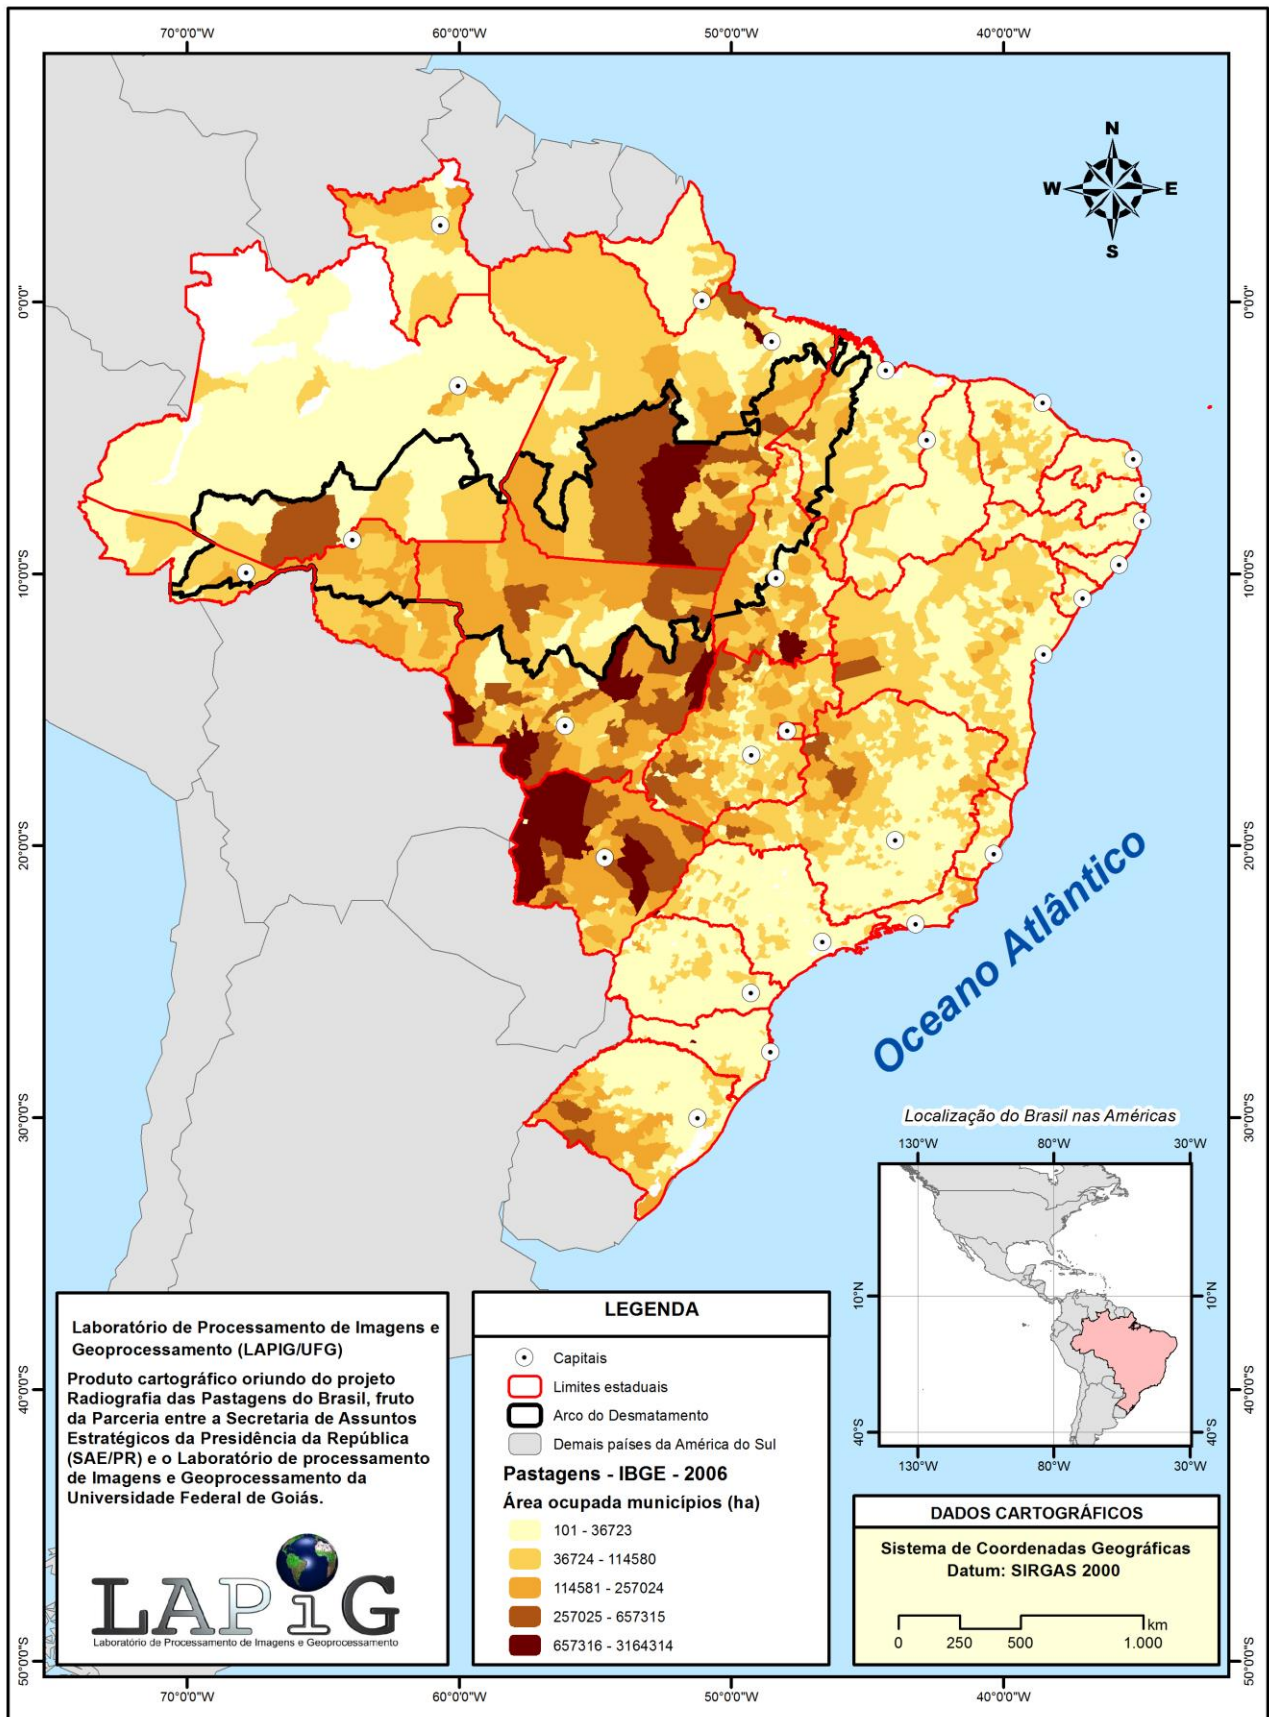 70°0'0"W 60°0'0"W 50°0'0"W 40°0'0"W
N
W E
S
0°0'0" 0°0'0"
10°0'0"S 10°0'0"S
20°0'0"S 20°0'0"S
Oceano Atlântico
30°0'0"S 30°0'0"S
Localização do Brasil nas Américas
130°W 80°W 30°W
10°N 10°N
40°S 40°S
130°W 80°W 30°W
40°0'0"S 40°0'0"S
Laboratório de Processamento de Imagens e
Geoprocessamento (LAPIG/UFG)
Produto cartográfico oriundo do projeto
Radiografia das Pastagens do Brasil, fruto
da Parceria entre a Secretaria de Assuntos
Estratégicos da Presidência da República
(SAE/PR) e o Laboratório de processamento
de Imagens e Geoprocessamento da
Universidade Federal de Goiás.
LAPiG
Laboratório de Processamento de Imagens e Geoprocessamento
LEGENDA
Capitais
Limites estaduais
Arco do Desmatamento
Demais países da América do Sul
Pastagens - IBGE - 2006
Área ocupada municípios (ha)
101 - 36723
36724 - 114580
114581 - 257024
257025 - 657315
657316 - 3164314
DADOS CARTOGRÁFICOS
Sistema de Coordenadas Geográficas
Datum: SIRGAS 2000
km
0 250 500 1.000
50°0'0"S 50°0'0"S
70°0'0"W 60°0'0"W 50°0'0"W 40°0'0"W